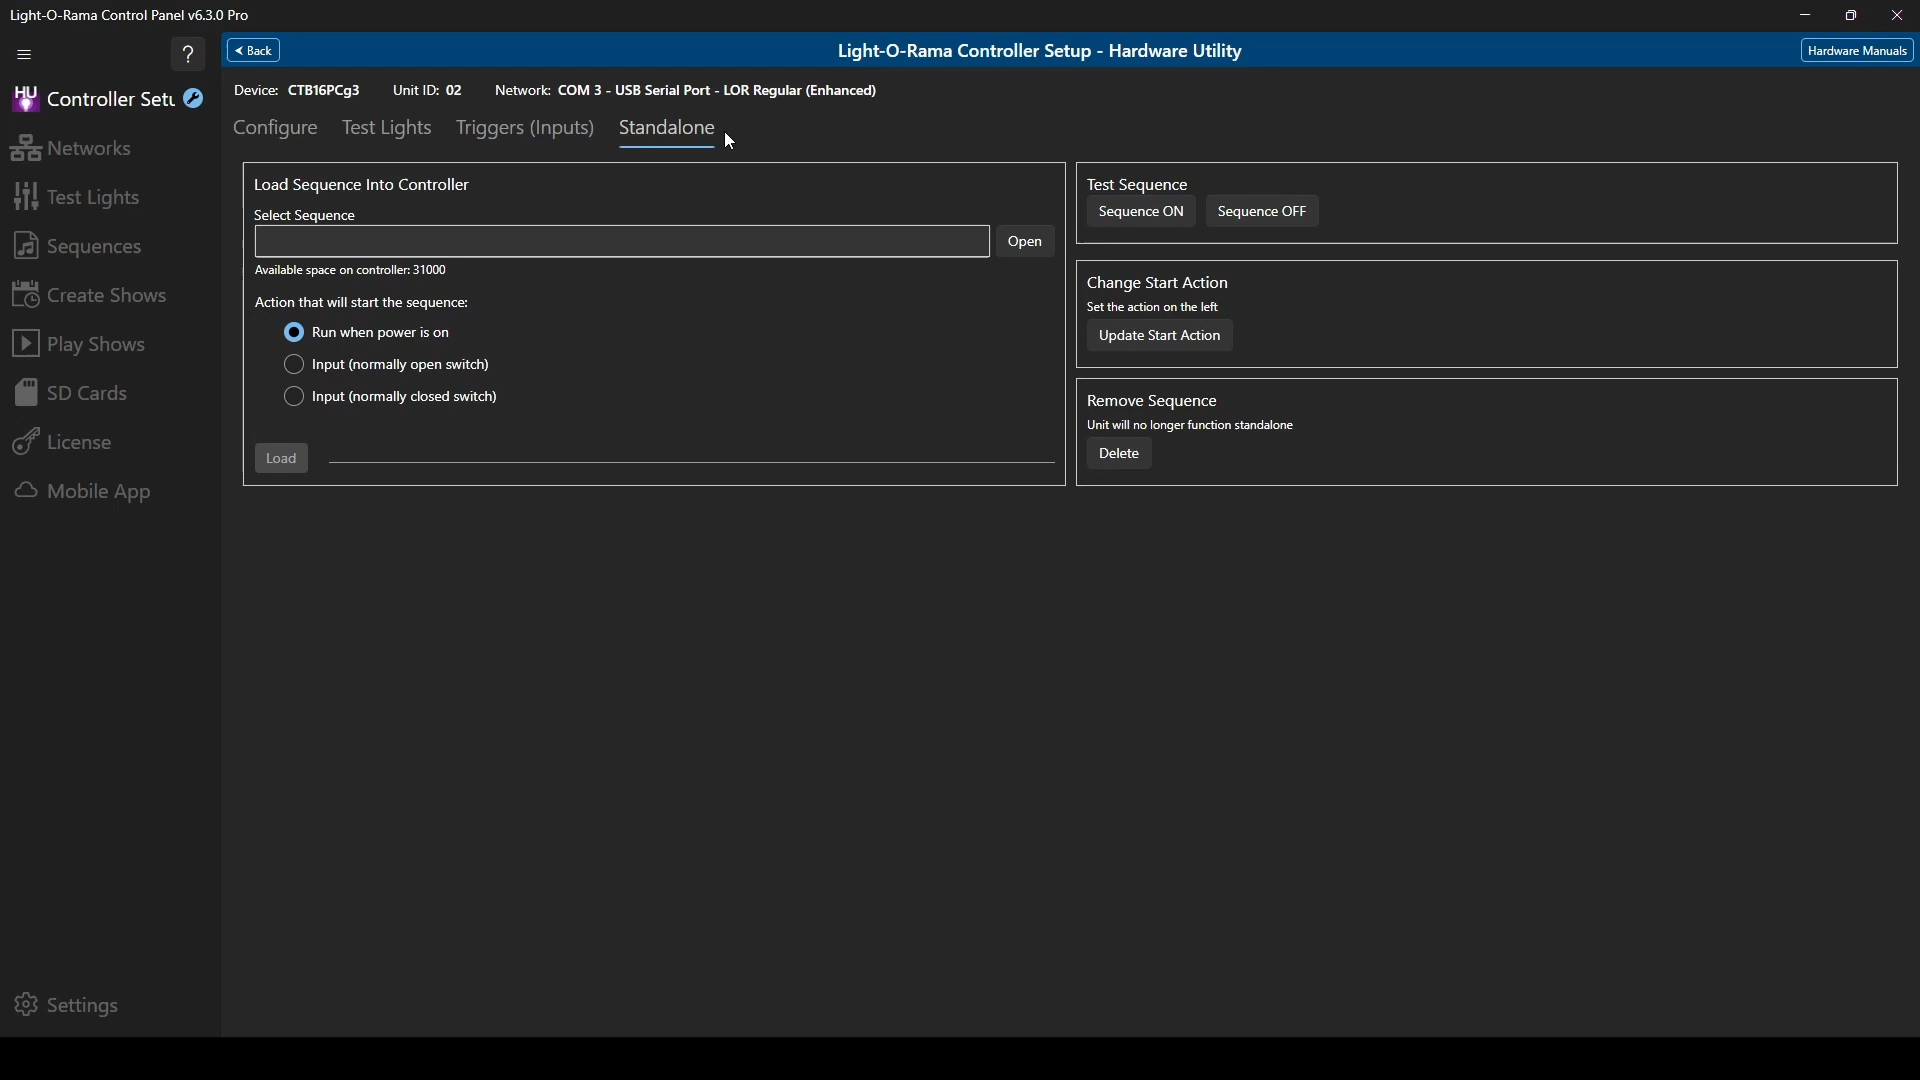 Light-O-Rama Control Panel v6.3.0 Pro
?
Back
Light-O-Rama Controller Setup - Hardware Utility
Hardware Manuals
HU
Controller Setu
Networks
Test Lights
Sequences
Create Shows
Play Shows
SD Cards
License
Mobile App
Settings
Device: CTB16PCg3 Unit ID: 02 Network: COM 3 - USB Serial Port - LOR Regular (Enhanced)
Configure Test Lights Triggers (Inputs) Standalone
Load Sequence Into Controller
Select Sequence
Open
Available space on controller: 31000
Action that will start the sequence:
Run when power is on
Input (normally open switch)
Input (normally closed switch)
Load
Test Sequence
Sequence ON Sequence OFF
Change Start Action
Set the action on the left
Update Start Action
Remove Sequence
Unit will no longer function standalone
Delete